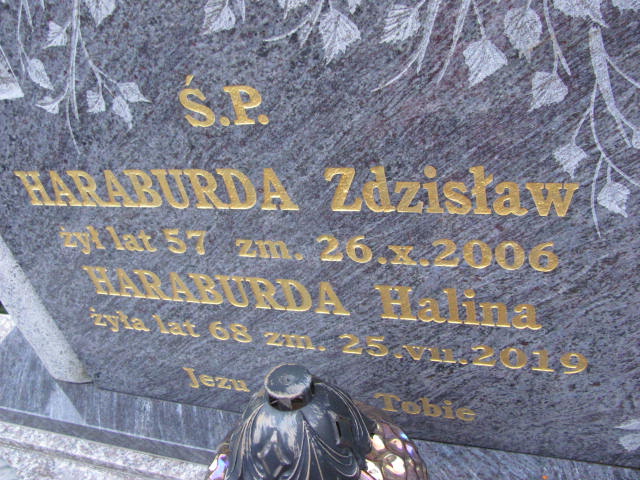 Ś.P.
HARABURDA Zdzisław
żył lat 57 zm. 26.x.2006
HARABURDA Halina
żyła lat 68 zm. 25.vii.2019
Jezu Tobie